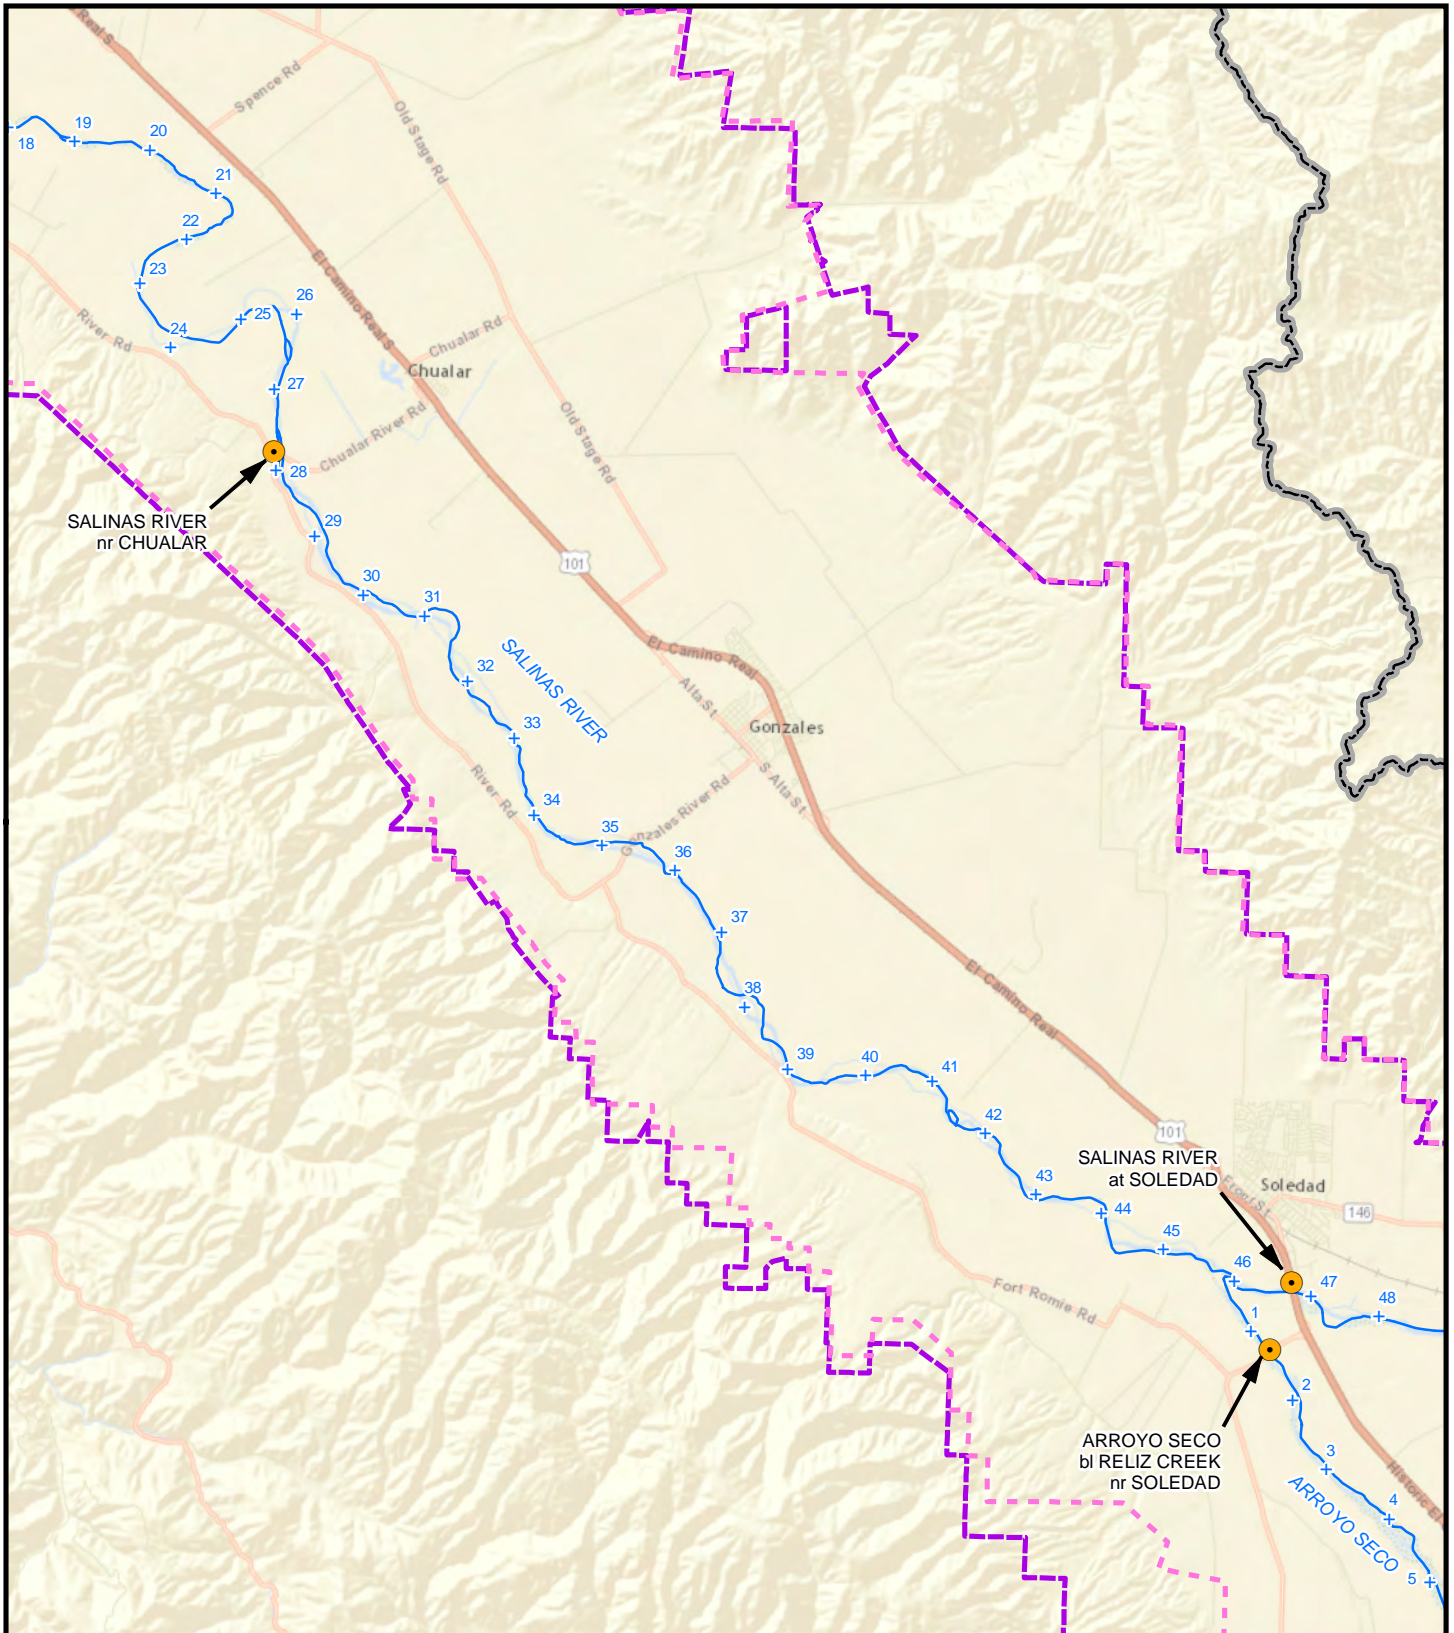 Real S
Spence Rd
Old Stage Rd
19
20
18
21
22
23
El Camino Real S
26
25
24
River Rd
Chualar Rd
Chualar
27
Old Stage Rd
Chualar River Rd
28
SALINAS RIVER
nr CHUALAR
29
101
30
31
El Camino Real
32
SALINAS RIVER
Alta St
33
Gonzales
River Rd
S Alta St
34
Gonzales River Rd
35
36
37
El Camino Real
38
39
40
41
42
101
SALINAS RIVER
at SOLEDAD
43
Front St
Soledad
44
146
45
46
47
48
Fort Romie Rd
1
2
ARROYO SECO
bl RELIZ CREEK
nr SOLEDAD
3
Historic El
4
ARROYO SECO
5